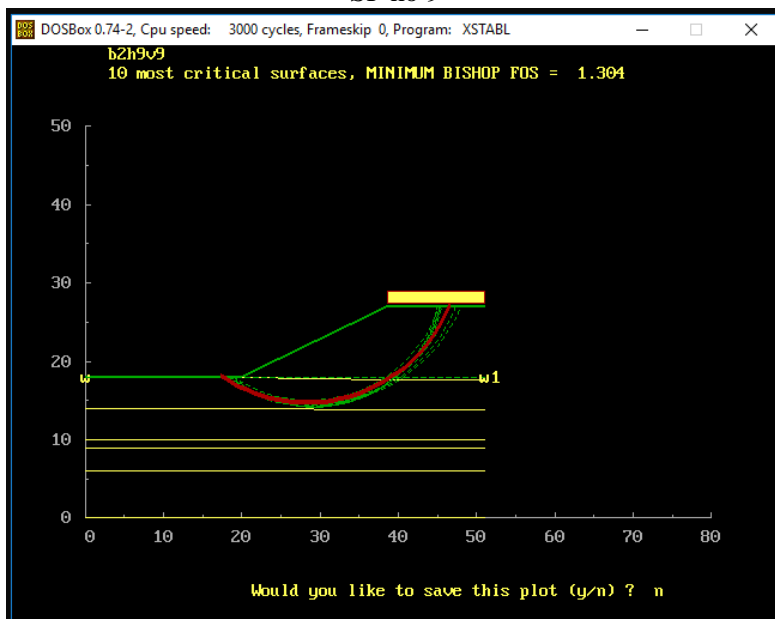 DOSBox 0.74-2, Cpu speed: 3000 cycles, Frameskip 0, Program: XSTABL
b2h9v9
10 most critical surfaces, MINIMUM BISHOP FOS = 1.304
50
40
30
20
w w1
10
0
0 10 20 30 40 50 60 70 80
Would you like to save this plot (y/n) ? n